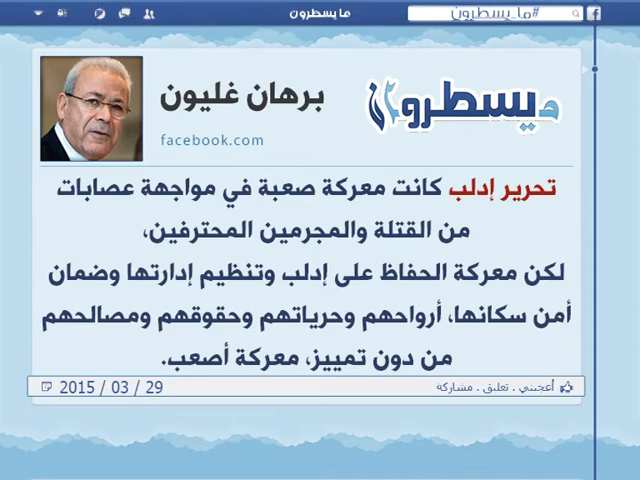 ما يسطرون
#ما_يسطرون
ما يسطرون
برهان غليون
facebook.com
تحرير إدلب كانت معركة صعبة في مواجهة عصابات
من القتلة والمجرمين المحترفين،
لكن معركة الحفاظ على إدلب وتنظيم إدارتها وضمان
أمن سكانها، أرواحهم وحرياتهم وحقوقهم ومصالحهم
من دون تمييز، معركة أصعب.
أعجبني . تعليق . مشاركة
2015 / 03 / 29